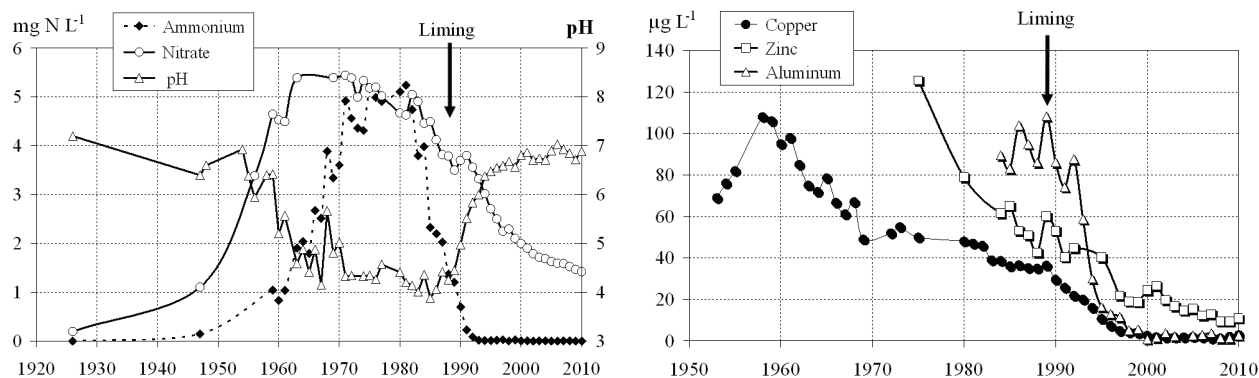 mg N L-1
Ammonium
Nitrate
pH
Liming
pH
6
5
4
3
2
1
0
9
8
7
6
5
4
3
1920 1930 1940 1950 1960 1970 1980 1990 2000 2010
µg L-1
Copper
Zinc
Aluminum
Liming
140
120
100
80
60
40
20
0
1950 1960 1970 1980 1990 2000 2010